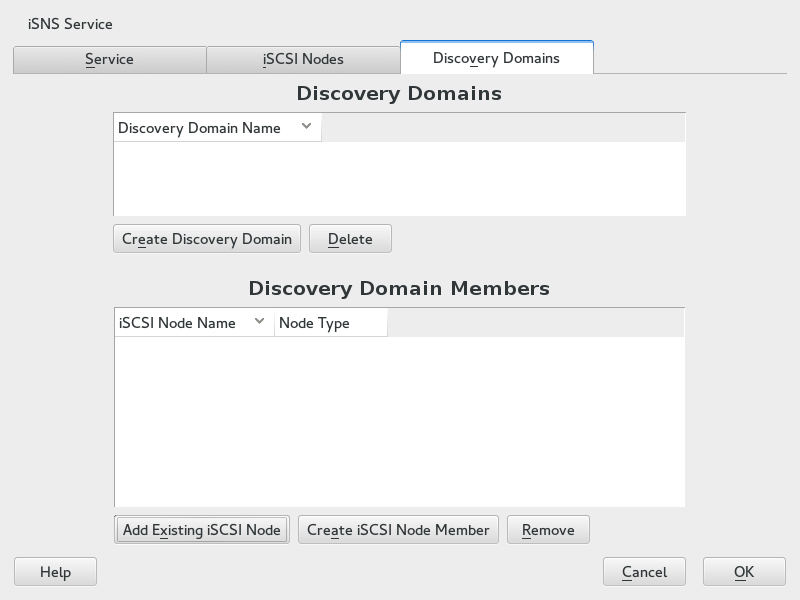 iSNS Service
Service iSCSI Nodes Discovery Domains
Discovery Domains
Discovery Domain Name
Create Discovery Domain Delete
Discovery Domain Members
iSCSI Node Name Node Type
Add Existing iSCSI Node Create iSCSI Node Member Remove
Help Cancel OK